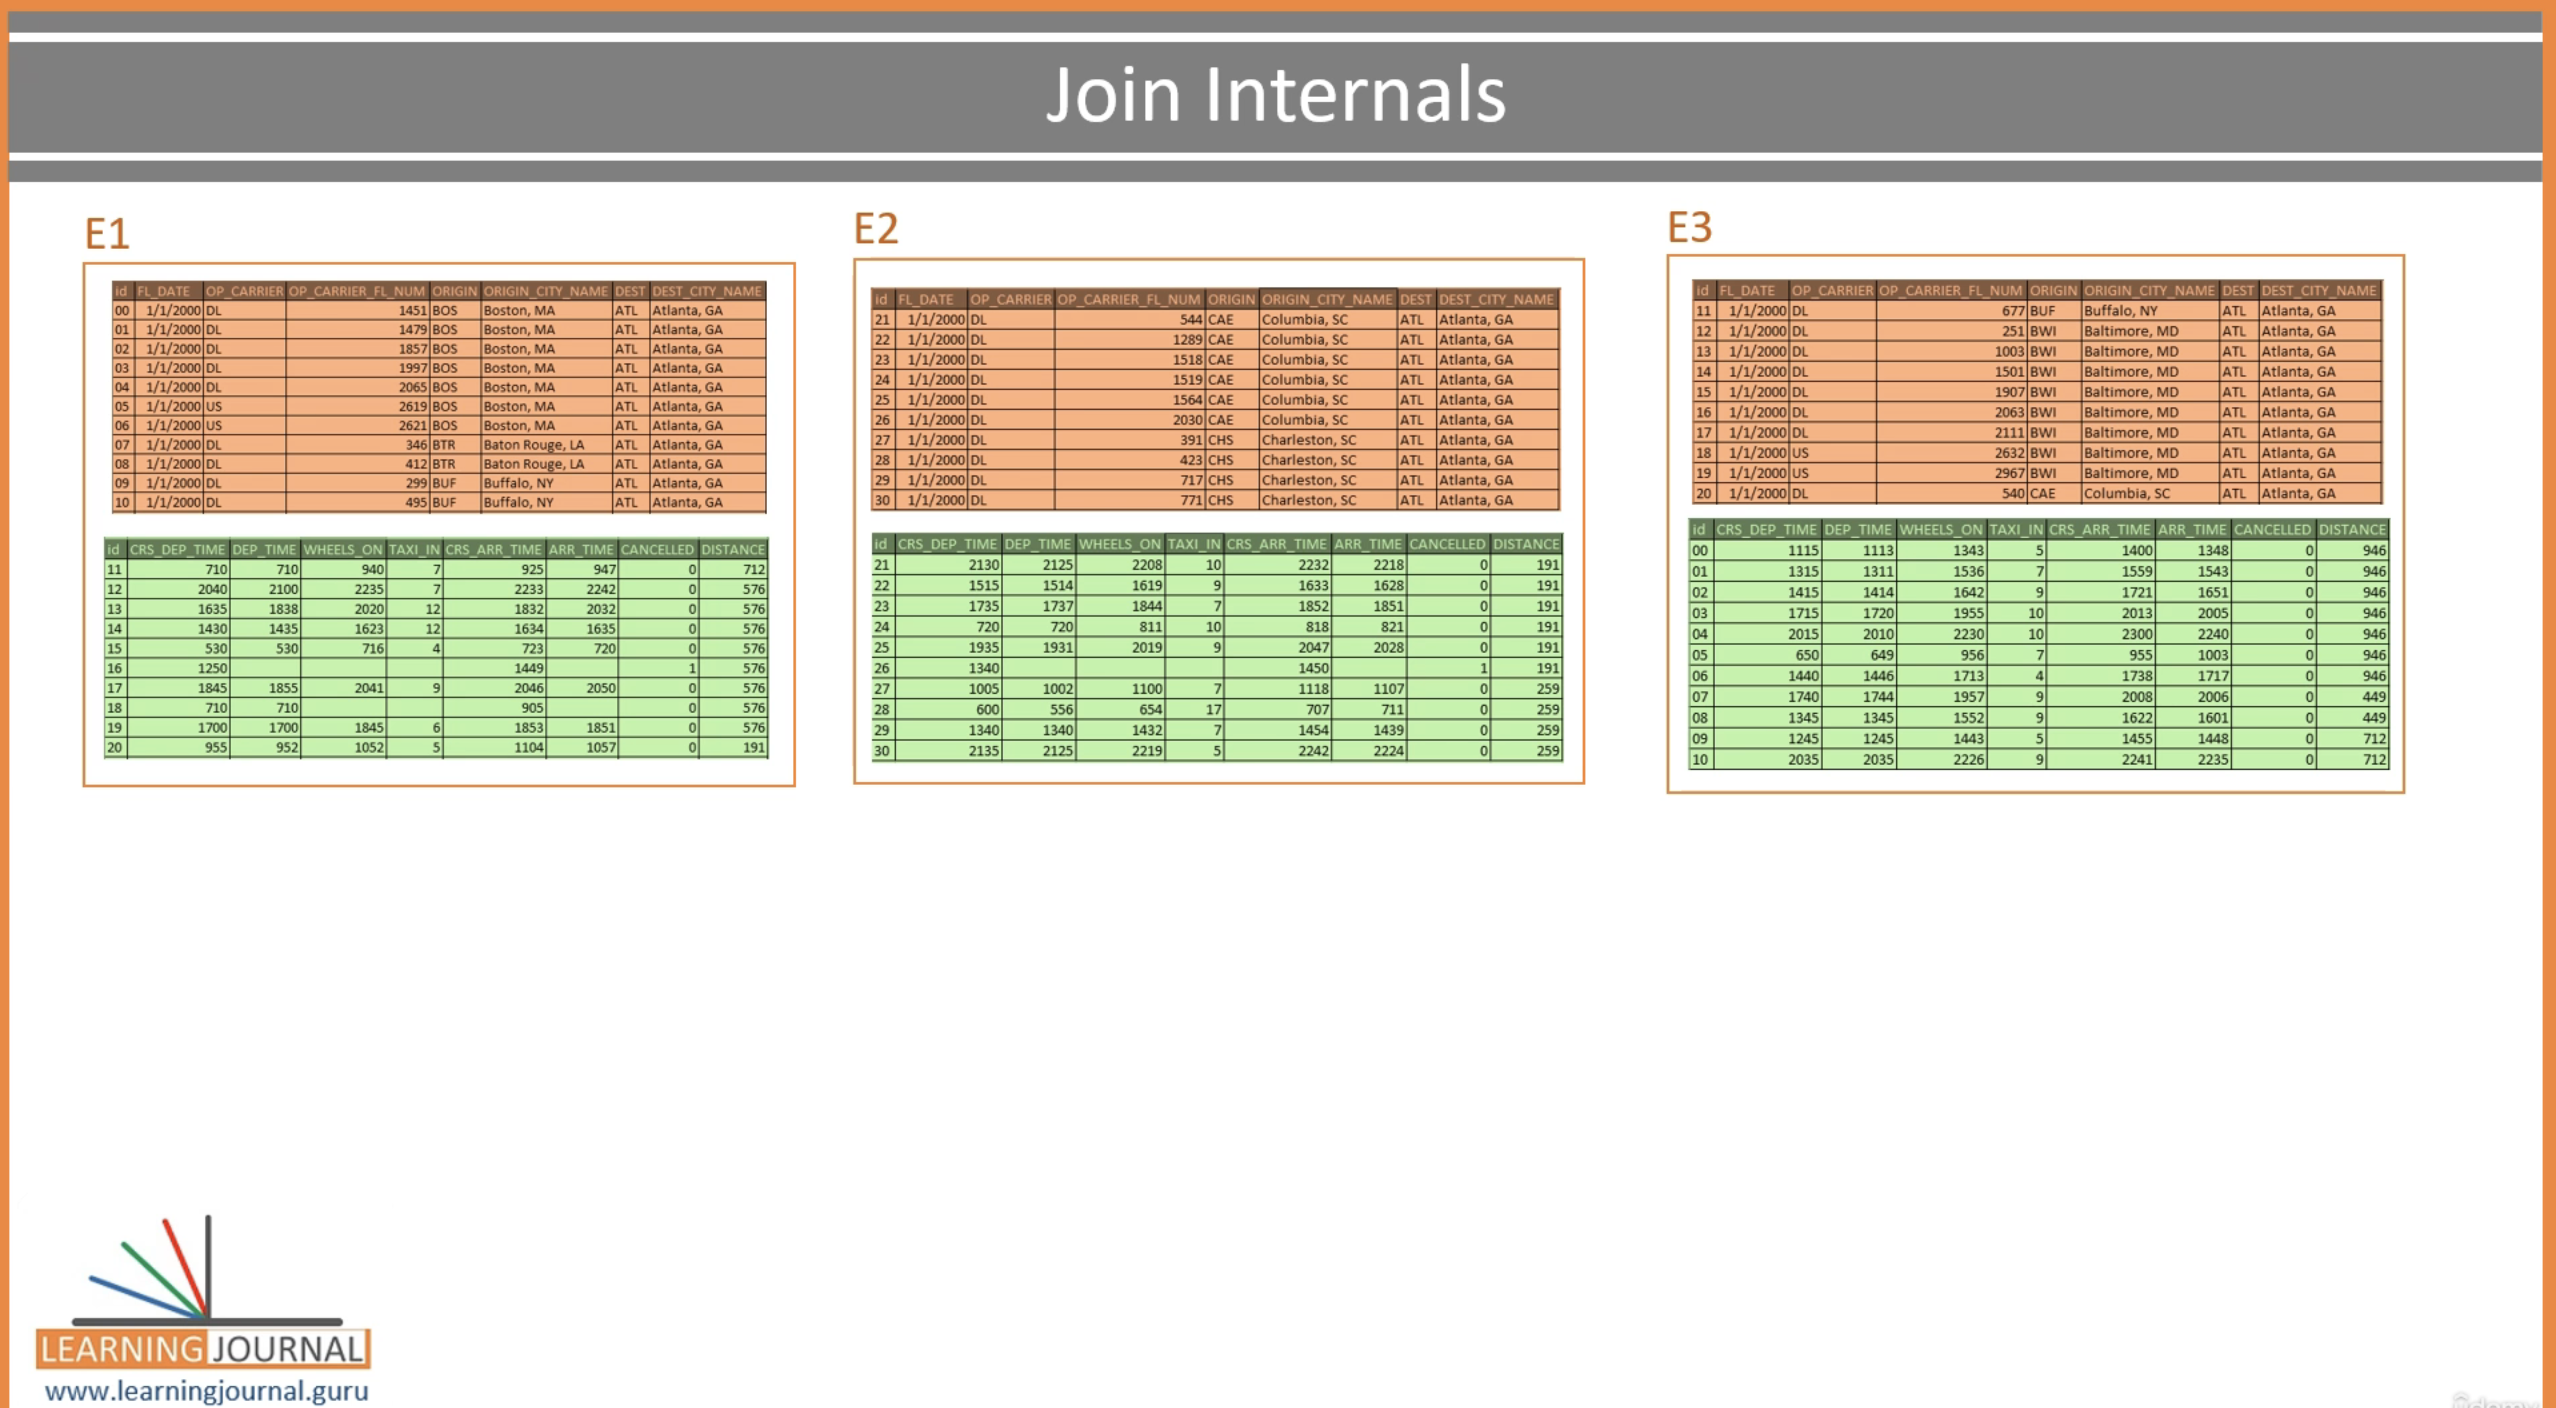 Join Internals
E1
id FL_DATE OP_CARRIER OP_CARRIER_FL_NUM ORIGIN ORIGIN_CITY_NAME DEST DEST_CITY_NAME
00 1/1/2000 DL 1451 BOS Boston, MA ATL Atlanta, GA
01 1/1/2000 DL 1479 BOS Boston, MA ATL Atlanta, GA
02 1/1/2000 DL 1857 BOS Boston, MA ATL Atlanta, GA
03 1/1/2000 DL 1997 BOS Boston, MA ATL Atlanta, GA
04 1/1/2000 DL 2065 BOS Boston, MA ATL Atlanta, GA
05 1/1/2000 US 2619 BOS Boston, MA ATL Atlanta, GA
06 1/1/2000 US 2621 BOS Boston, MA ATL Atlanta, GA
07 1/1/2000 DL 346 BTR Baton Rouge, LA ATL Atlanta, GA
08 1/1/2000 DL 412 BTR Baton Rouge, LA ATL Atlanta, GA
09 1/1/2000 DL 299 BUF Buffalo, NY ATL Atlanta, GA
10 1/1/2000 DL 495 BUF Buffalo, NY ATL Atlanta, GA
id CRS_DEP_TIME DEP_TIME WHEELS_ON TAXI_IN CRS_ARR_TIME ARR_TIME CANCELLED DISTANCE
11 710 710 940 7 925 947 0 712
12 2040 2100 2235 7 2233 2242 0 576
13 1635 1838 2020 12 1832 2032 0 576
14 1430 1435 1623 12 1634 1635 0 576
15 530 530 716 4 723 720 0 576
16 1250 1449 1 576
17 1845 1855 2041 9 2046 2050 0 576
18 710 710 905 0 576
19 1700 1700 1845 6 1853 1851 0 576
20 955 952 1052 5 1104 1057 0 191
E2
id FL_DATE OP_CARRIER OP_CARRIER_FL_NUM ORIGIN ORIGIN_CITY_NAME DEST DEST_CITY_NAME
21 1/1/2000 DL 544 CAE Columbia, SC ATL Atlanta, GA
22 1/1/2000 DL 1289 CAE Columbia, SC ATL Atlanta, GA
23 1/1/2000 DL 1518 CAE Columbia, SC ATL Atlanta, GA
24 1/1/2000 DL 1519 CAE Columbia, SC ATL Atlanta, GA
25 1/1/2000 DL 1564 CAE Columbia, SC ATL Atlanta, GA
26 1/1/2000 DL 2030 CAE Columbia, SC ATL Atlanta, GA
27 1/1/2000 DL 391 CHS Charleston, SC ATL Atlanta, GA
28 1/1/2000 DL 423 CHS Charleston, SC ATL Atlanta, GA
29 1/1/2000 DL 717 CHS Charleston, SC ATL Atlanta, GA
30 1/1/2000 DL 771 CHS Charleston, SC ATL Atlanta, GA
id CRS_DEP_TIME DEP_TIME WHEELS_ON TAXI_IN CRS_ARR_TIME ARR_TIME CANCELLED DISTANCE
21 2130 2125 2208 10 2232 2218 0 191
22 1515 1514 1619 9 1633 1628 0 191
23 1735 1737 1844 7 1852 1851 0 191
24 720 720 811 10 818 821 0 191
25 1935 1931 2019 9 2047 2028 0 191
26 1340 1450 1 191
27 1005 1002 1100 7 1118 1107 0 259
28 600 556 654 17 707 711 0 259
29 1340 1340 1432 7 1454 1439 0 259
30 2135 2125 2219 5 2242 2224 0 259
E3
id FL_DATE OP_CARRIER OP_CARRIER_FL_NUM ORIGIN ORIGIN_CITY_NAME DEST DEST_CITY_NAME
11 1/1/2000 DL 677 BUF Buffalo, NY ATL Atlanta, GA
12 1/1/2000 DL 251 BWI Baltimore, MD ATL Atlanta, GA
13 1/1/2000 DL 1003 BWI Baltimore, MD ATL Atlanta, GA
14 1/1/2000 DL 1501 BWI Baltimore, MD ATL Atlanta, GA
15 1/1/2000 DL 1907 BWI Baltimore, MD ATL Atlanta, GA
16 1/1/2000 DL 2063 BWI Baltimore, MD ATL Atlanta, GA
17 1/1/2000 DL 2111 BWI Baltimore, MD ATL Atlanta, GA
18 1/1/2000 US 2632 BWI Baltimore, MD ATL Atlanta, GA
19 1/1/2000 US 2967 BWI Baltimore, MD ATL Atlanta, GA
20 1/1/2000 DL 540 CAE Columbia, SC ATL Atlanta, GA
id CRS_DEP_TIME DEP_TIME WHEELS_ON TAXI_IN CRS_ARR_TIME ARR_TIME CANCELLED DISTANCE
00 1115 1113 1343 5 1400 1348 0 946
01 1315 1311 1536 7 1559 1543 0 946
02 1415 1414 1642 9 1721 1651 0 946
03 1715 1720 1955 10 2013 2005 0 946
04 2015 2010 2230 10 2300 2240 0 946
05 650 649 956 7 955 1003 0 946
06 1440 1446 1713 4 1738 1717 0 946
07 1740 1744 1957 9 2008 2006 0 449
08 1345 1345 1552 9 1622 1601 0 449
09 1245 1245 1443 5 1455 1448 0 712
10 2035 2035 2226 9 2241 2235 0 712
LEARNING JOURNAL
www.learningjournal.guru